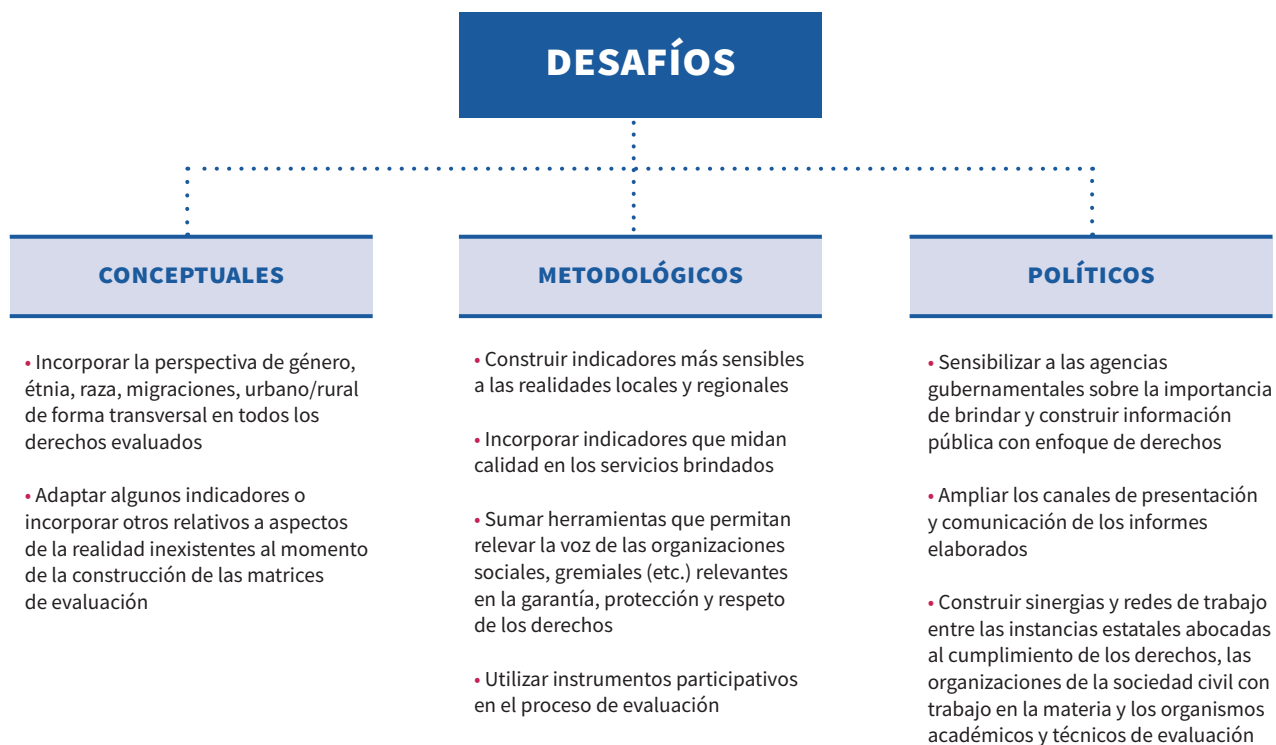 DESAFÍOS
CONCEPTUALES
• Incorporar la perspectiva de género,
étnia, raza, migraciones, urbano/rural
de forma transversal en todos los
derechos evaluados
• Adaptar algunos indicadores o
incorporar otros relativos a aspectos
de la realidad inexistentes al momento
de la construcción de las matrices
de evaluación
METODOLÓGICOS
• Construir indicadores más sensibles
a las realidades locales y regionales
• Incorporar indicadores que midan
calidad en los servicios brindados
• Sumar herramientas que permitan
relevar la voz de las organizaciones
sociales, gremiales (etc.) relevantes
en la garantía, protección y respeto
de los derechos
• Utilizar instrumentos participativos
en el proceso de evaluación
POLÍTICOS
• Sensibilizar a las agencias
gubernamentales sobre la importancia
de brindar y construir información
pública con enfoque de derechos
• Ampliar los canales de presentación
y comunicación de los informes
elaborados
• Construir sinergias y redes de trabajo
entre las instancias estatales abocadas
al cumplimiento de los derechos, las
organizaciones de la sociedad civil con
trabajo en la materia y los organismos
académicos y técnicos de evaluación